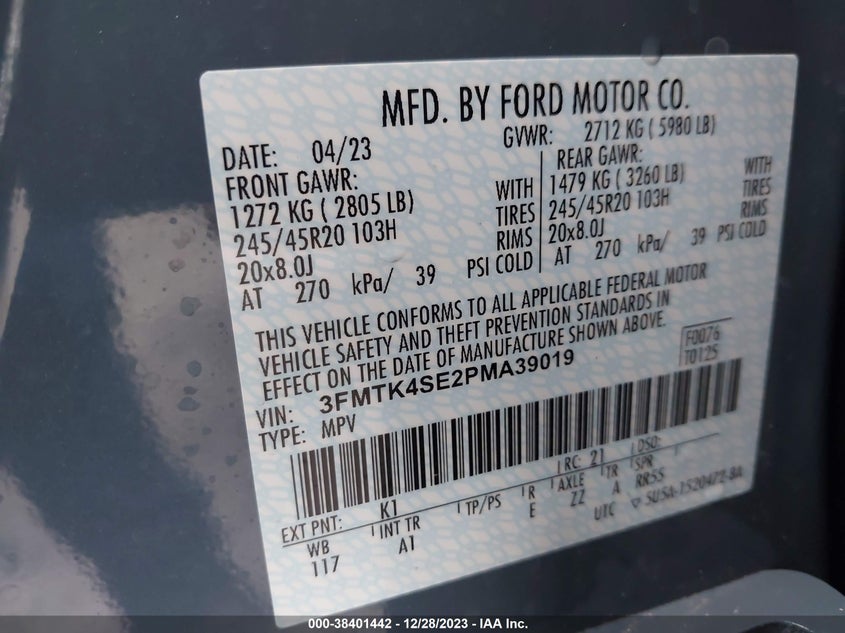 MFD. BY FORD MOTOR CO.
DATE: 04/23
GVWR: 2712 KG ( 5980 LB)
FRONT GAWR:
1272 KG ( 2805 LB) WITH
245/45R20 103H TIRES
20x8.0J RIMS
AT 270 kPa/ 39 PSI COLD
REAR GAWR:
1479 KG ( 3260 LB) WITH
245/45R20 103H TIRES
20x8.0J RIMS
AT 270 kPa/ 39 PSI COLD
THIS VEHICLE CONFORMS TO ALL APPLICABLE FEDERAL MOTOR
VEHICLE SAFETY AND THEFT PREVENTION STANDARDS IN
EFFECT ON THE DATE OF MANUFACTURE SHOWN ABOVE.
F0076
T0125
VIN: 3FMTK4SE2PMA39019
TYPE: MPV
EXT PNT: K1 RC: 21 DSO:
WB INT TR TP/PS R AXLE TR SPR
117 A1 E ZZ A RR55
UTC SU5A-1520472-BA
000-38401442 - 12/28/2023 - IAA Inc.